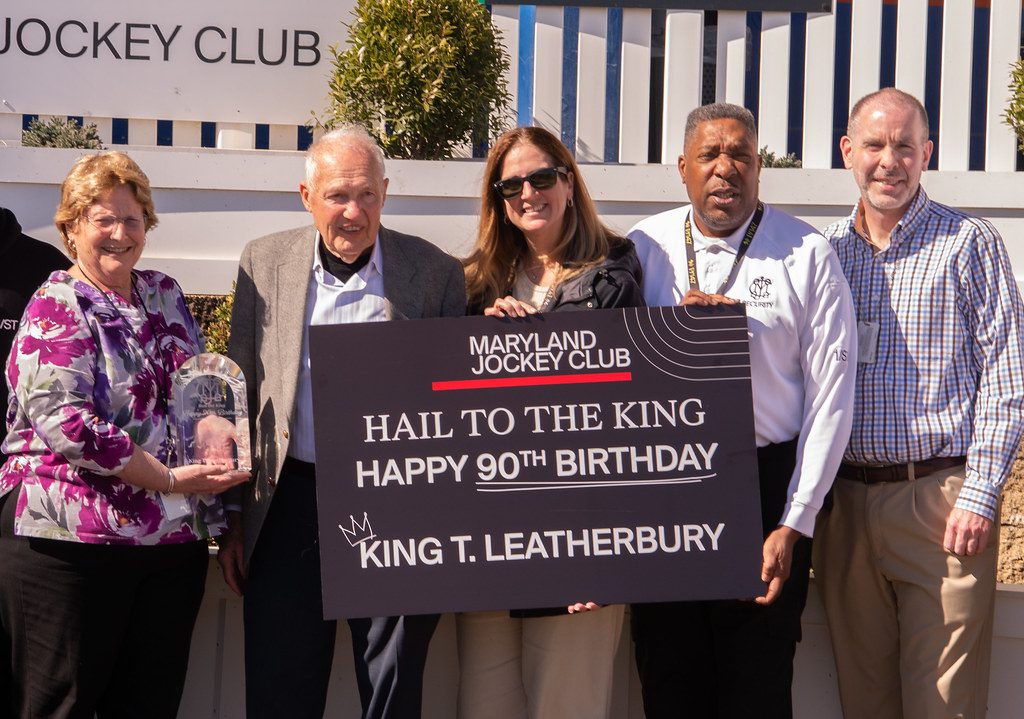 JOCKEY CLUB
MARYLAND
JOCKEY CLUB
HAIL TO THE KING
HAPPY 90TH BIRTHDAY
KING T. LEATHERBURY
SECURITY